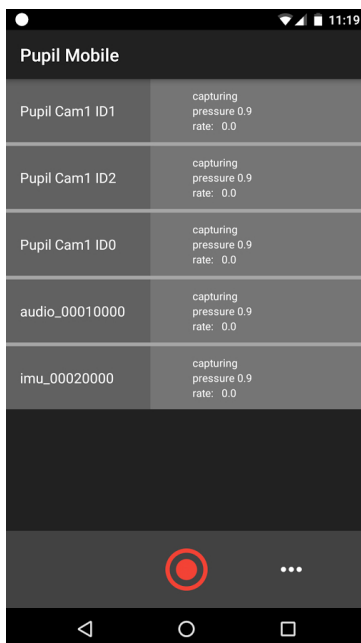 11:19
Pupil Mobile
Pupil Cam1 ID1
capturing
pressure 0.9
rate: 0.0
Pupil Cam1 ID2
capturing
pressure 0.9
rate: 0.0
Pupil Cam1 ID0
capturing
pressure 0.9
rate: 0.0
audio_00010000
capturing
pressure 0.9
rate: 0.0
imu_00020000
capturing
pressure 0.9
rate: 0.0